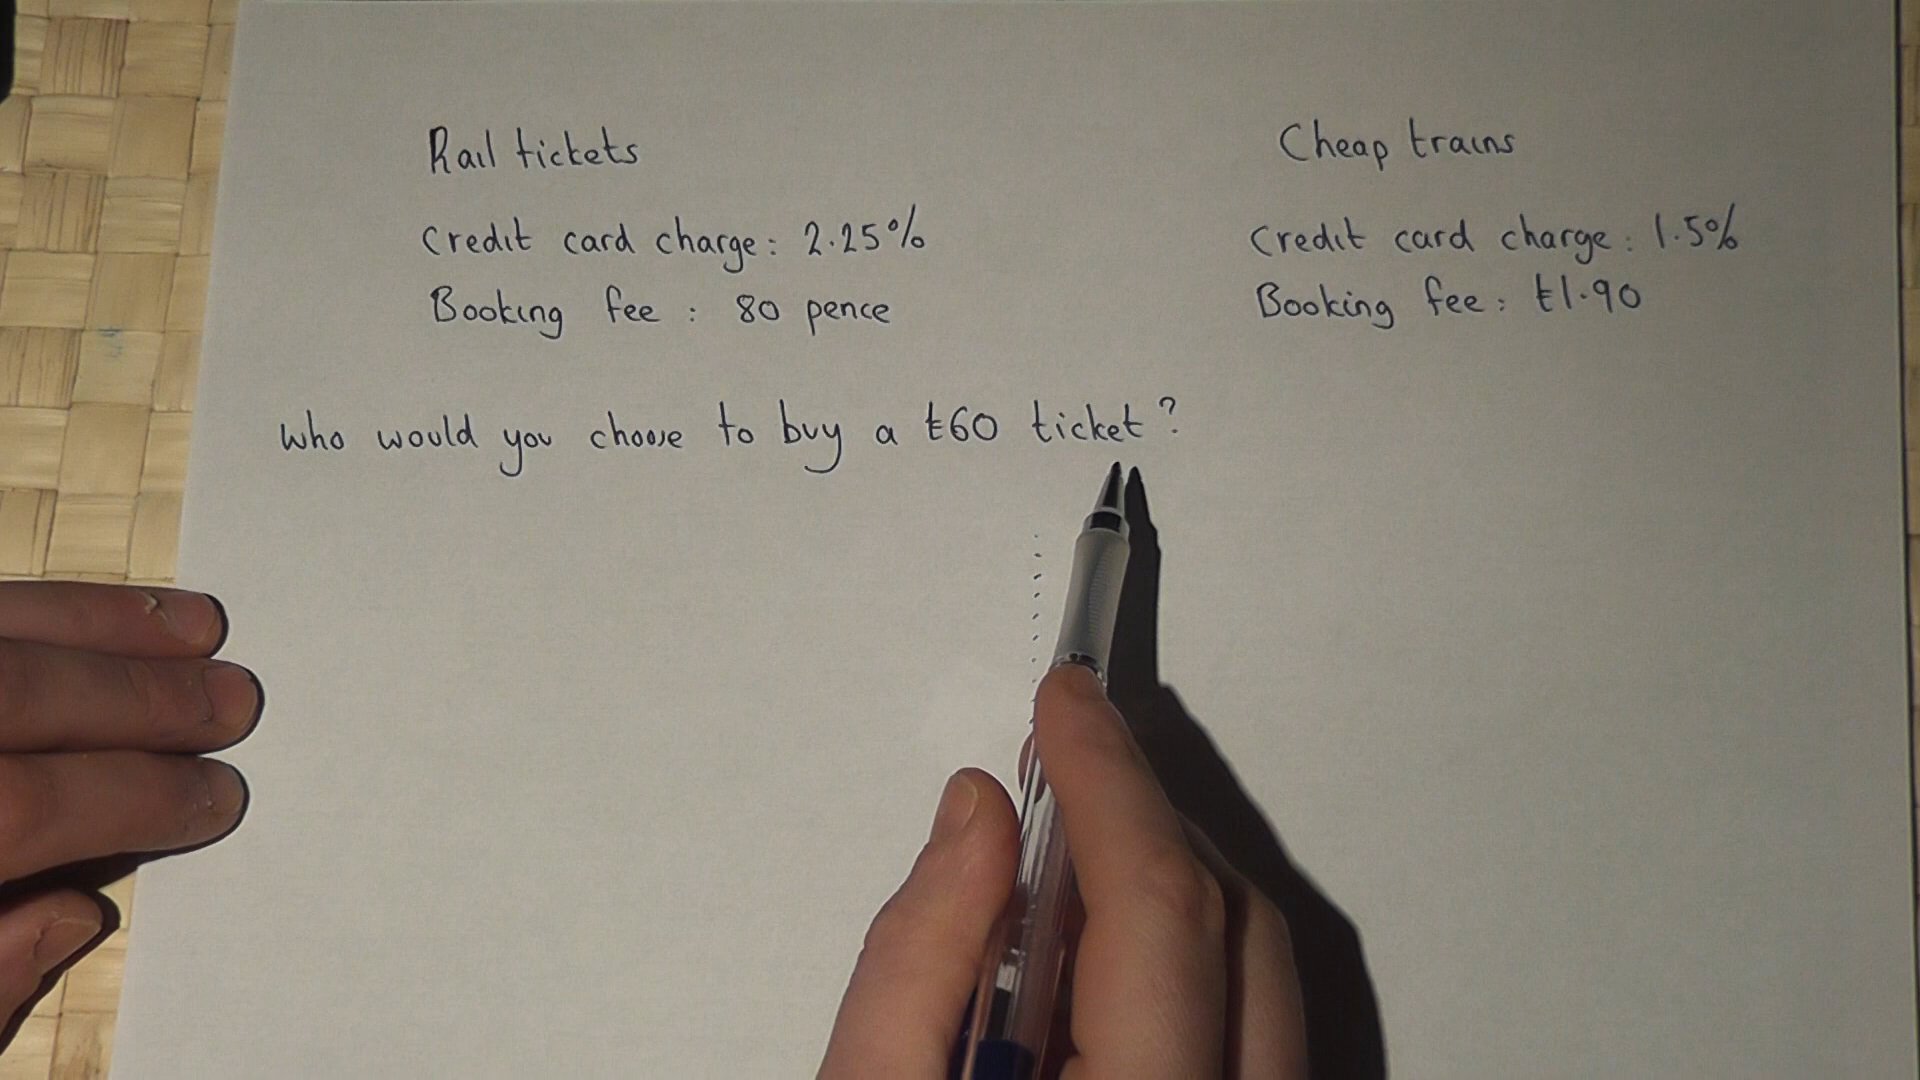 Rail tickets
Credit card charge: 2.25%
Booking fee: 80 pence
Cheap trains
Credit card charge: 1.5%
Booking fee: £1.90
Who would you choose to buy a £60 ticket?